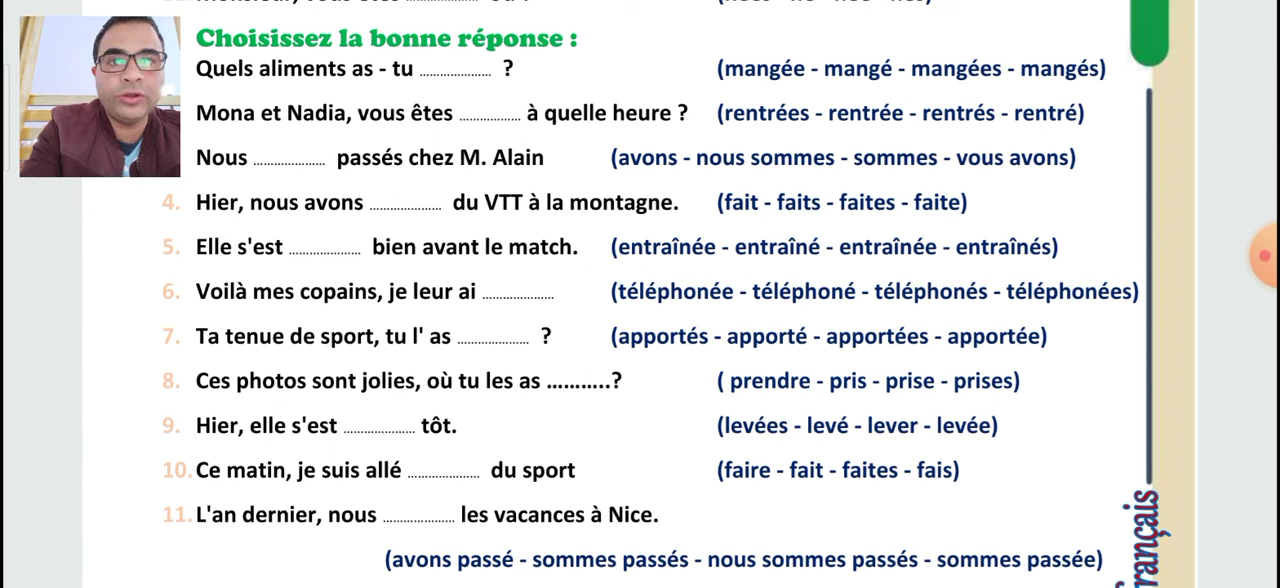 Choisissez la bonne réponse :
Quels aliments as - tu ..................... ? (mangée - mangé - mangées - mangés)
Mona et Nadia, vous êtes .................. à quelle heure ? (rentrées - rentrée - rentrés - rentré)
Nous ..................... passés chez M. Alain (avons - nous sommes - sommes - vous avons)
4. Hier, nous avons ..................... du VTT à la montagne. (fait - faits - faites - faite)
5. Elle s'est ..................... bien avant le match. (entraînée - entraîné - entraînée - entraînés)
6. Voilà mes copains, je leur ai ..................... (téléphonée - téléphoné - téléphonés - téléphonées)
7. Ta tenue de sport, tu l' as ..................... ? (apportés - apporté - apportées - apportée)
8. Ces photos sont jolies, où tu les as ...........? ( prendre - pris - prise - prises)
9. Hier, elle s'est ..................... tôt. (levées - levé - lever - levée)
10. Ce matin, je suis allé ..................... du sport (faire - fait - faites - fais)
11. L'an dernier, nous ..................... les vacances à Nice.
(avons passé - sommes passés - nous sommes passés - sommes passée)